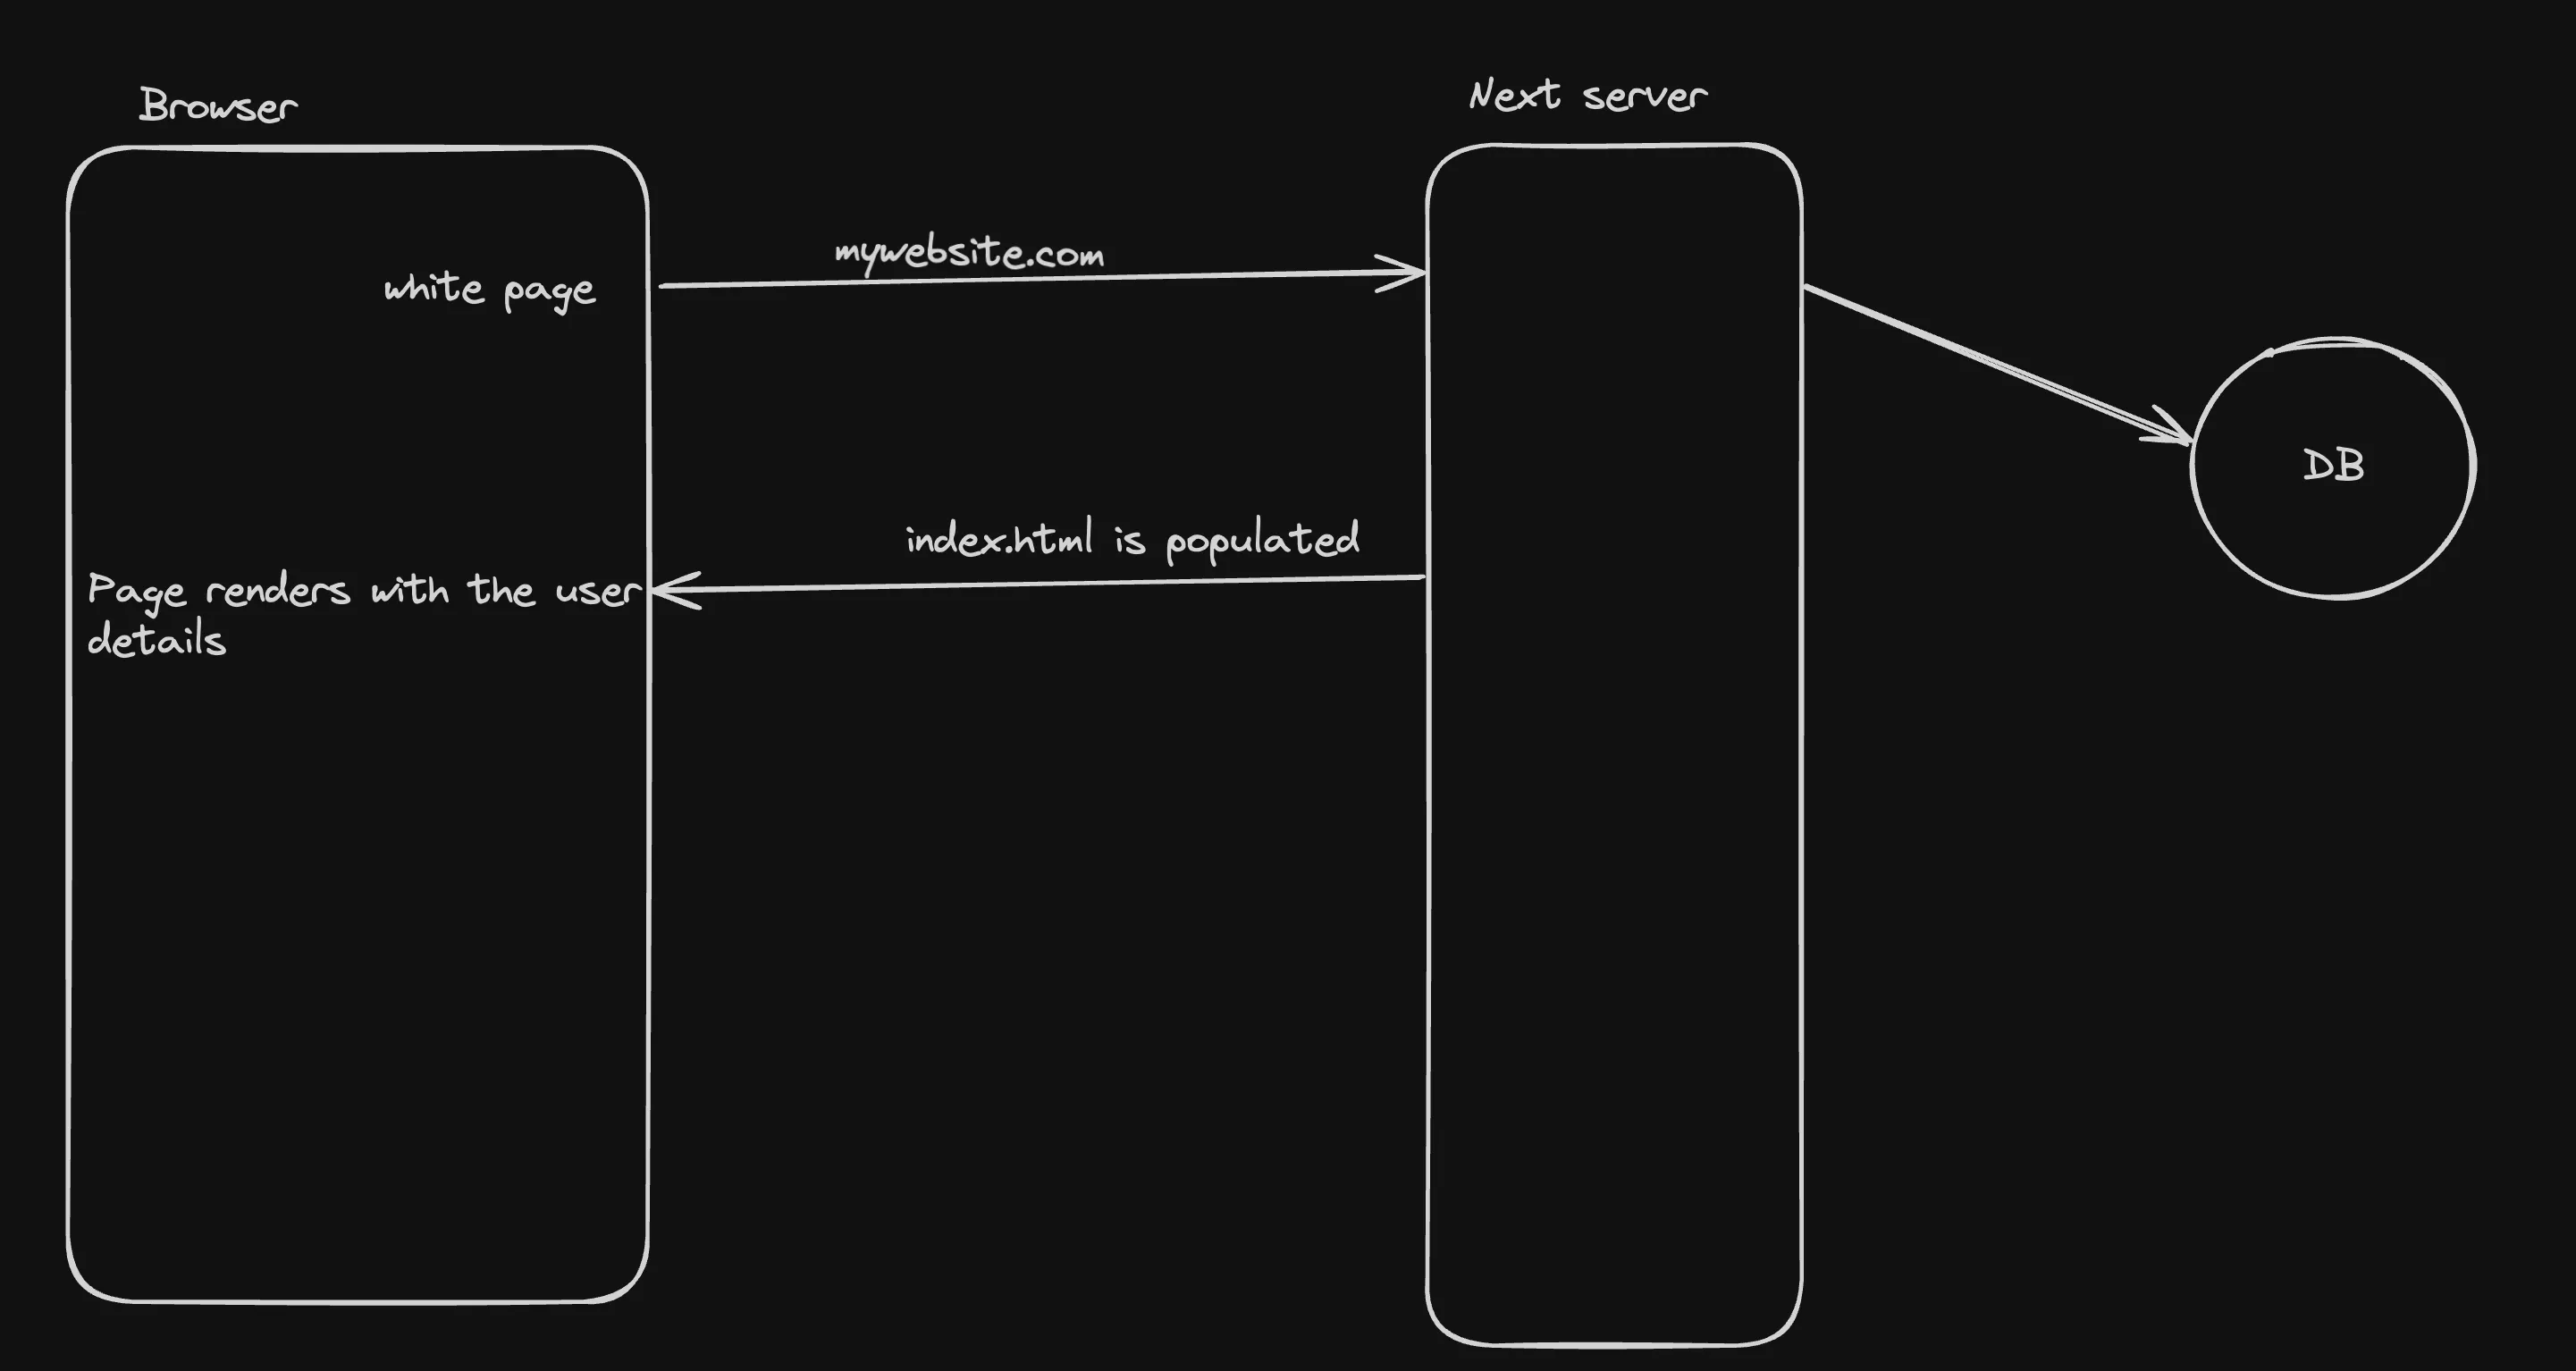 Browser
Next server
mywebsite.com
white page
DB
index.html is populated
Page renders with the user
details